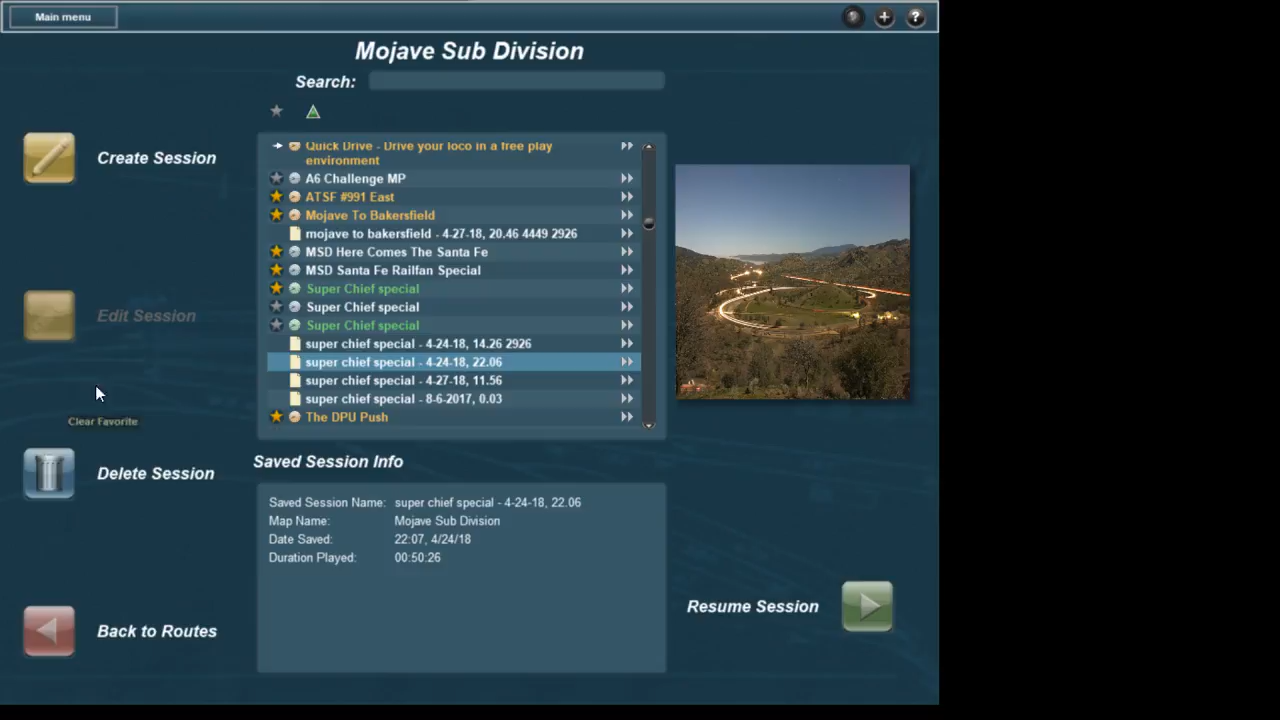 Main menu
?
Mojave Sub Division
Search:
Create Session
Edit Session
Clear Favorite
Delete Session
Back to Routes
Quick Drive - Drive your loco in a free play
environment
A6 Challenge MP
ATSF #991 East
Mojave To Bakersfield
mojave to bakersfield - 4-27-18, 20.46 4449 2926
MSD Here Comes The Santa Fe
MSD Santa Fe Railfan Special
Super Chief special
Super Chief special
Super Chief special
super chief special - 4-24-18, 14.26 2926
super chief special - 4-24-18, 22.06
super chief special - 4-27-18, 11.56
super chief special - 8-6-2017, 0.03
The DPU Push
Saved Session Info
Saved Session Name: super chief special - 4-24-18, 22.06
Map Name: Mojave Sub Division
Date Saved: 22:07, 4/24/18
Duration Played: 00:50:26
Resume Session